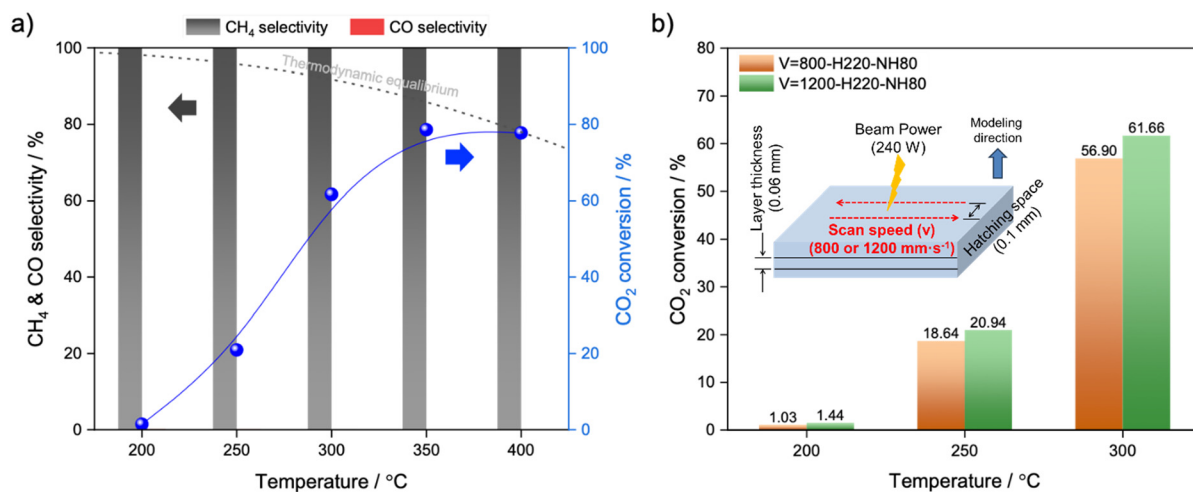 a)
CH₄ selectivity
CO selectivity
CH₄ & CO selectivity / %
100
80
60
40
20
0
Thermodynamic equalibrium
100
80
60
40
20
0
CO₂ conversion / %
200
250
300
350
400
Temperature / °C
b)
V=800-H220-NH80
V=1200-H220-NH80
CO₂ conversion / %
80
70
60
50
40
30
20
10
0
Beam Power
(240 W)
Modeling
direction
Layer thickness
(0.06 mm)
Scan speed (v)
(800 or 1200 mm·s⁻¹)
Hatching space
(0.1 mm)
1.03
1.44
18.64
20.94
56.90
61.66
200
250
300
Temperature / °C